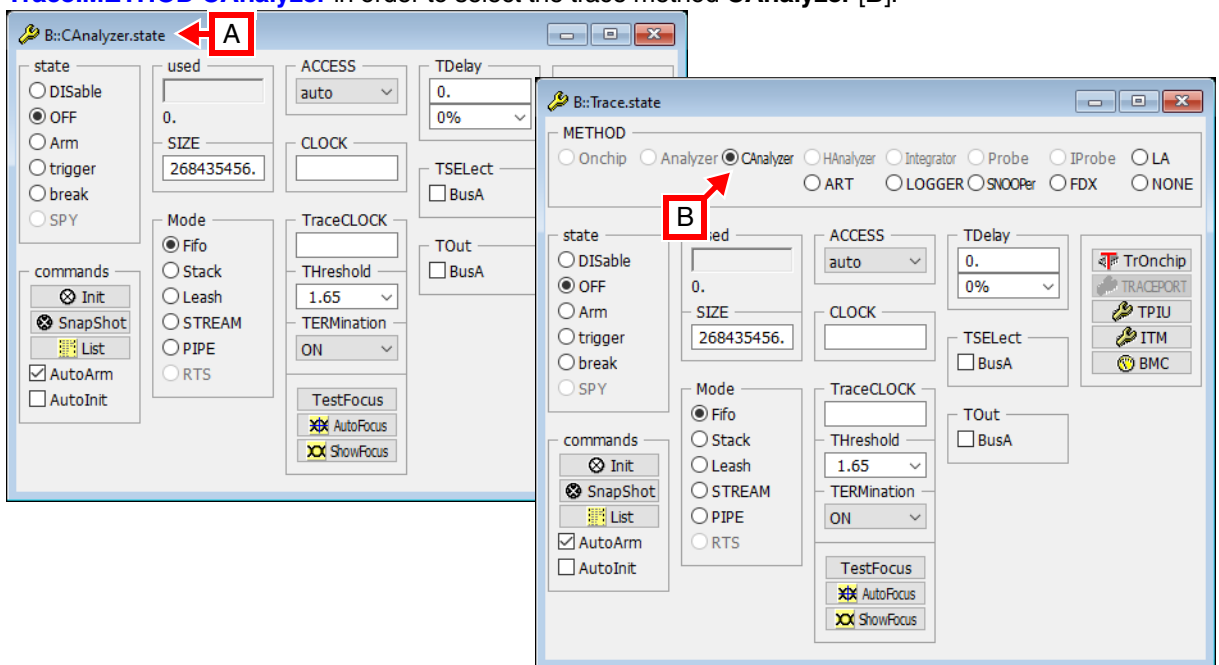 Trace.METHOD CAnalyzer in order to select the trace method CAnalyzer [B].
B::CAnalyzer.state
A
state
DISable
OFF
Arm
trigger
break
SPY
commands
Init
SnapShot
List
AutoArm
AutoInit
used
0.
SIZE
268435456.
Mode
Fifo
Stack
Leash
STREAM
PIPE
RTS
ACCESS
auto
CLOCK
TraceCLOCK
THreshold
1.65
TERMination
ON
TestFocus
AutoFocus
ShowFocus
TDelay
0.
0%
TSELect
BusA
TOut
BusA
B::Trace.state
METHOD
Onchip Analyzer CAnalyzer HAnalyzer Integrator Probe IProbe LA
ART LOGGER SNOOPer FDX NONE
B
state
DISable
OFF
Arm
trigger
break
SPY
commands
Init
SnapShot
List
AutoArm
AutoInit
0.
SIZE
268435456.
Mode
Fifo
Stack
Leash
STREAM
PIPE
RTS
ACCESS
auto
CLOCK
TraceCLOCK
THreshold
1.65
TERMination
ON
TestFocus
AutoFocus
ShowFocus
TDelay
0.
0%
TSELect
BusA
TOut
BusA
TrOnchip
TRACEPORT
TPIU
ITM
BMC